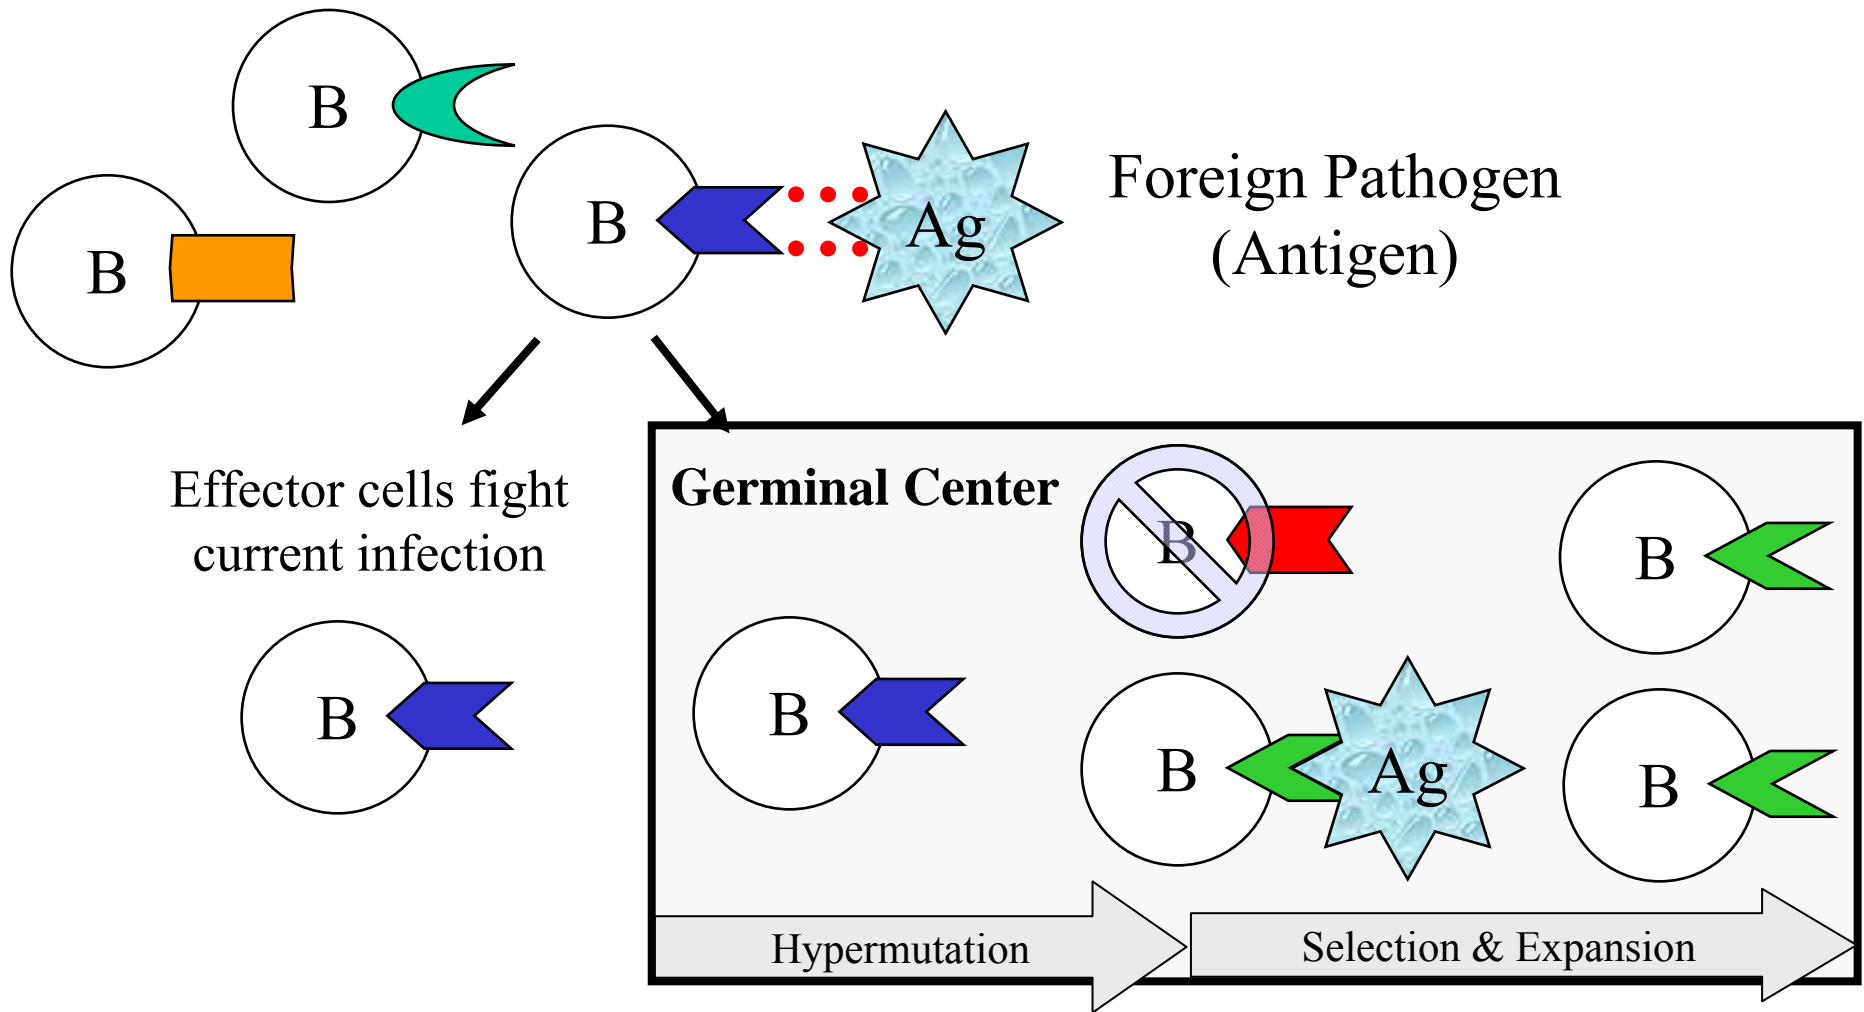 B
B
B
Ag
Foreign Pathogen
(Antigen)
Effector cells fight
current infection
B
Germinal Center
B
B
B
B
Ag
B
Hypermutation
Selection & Expansion